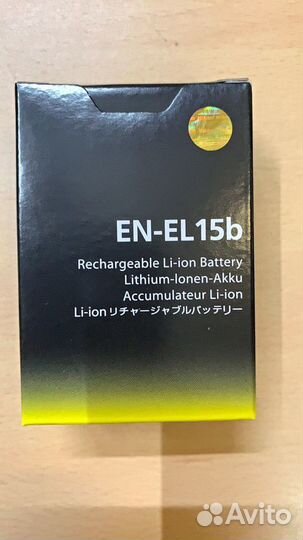 EN-EL15b
Rechargeable Li-ion Battery
Lithium-Ionen-Akku
Accumulateur Li-ion
Li-ion リチャージャブルバッテリー
Avito